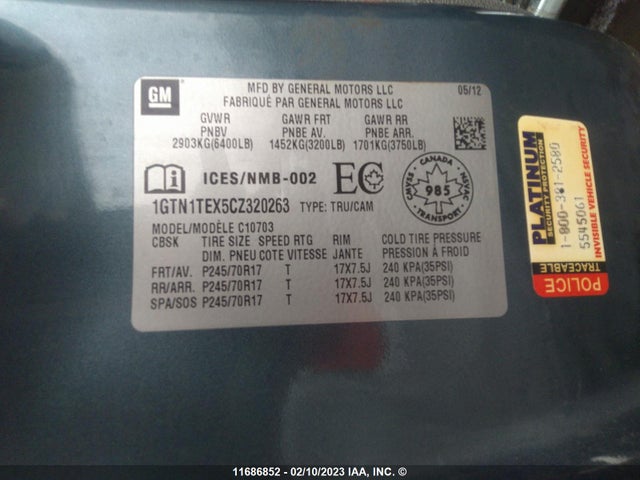 GM
MFD BY GENERAL MOTORS LLC 05/12
FABRIQUÉ PAR GENERAL MOTORS LLC
GVWR GAWR FRT GAWR RR
PNBV PNBE AV. PNBE ARR.
2903KG(6400LB) 1452KG(3200LB) 1701KG(3750LB)
ICES/NMB-002 EC
CANADA
CMVSS NSVAC
985
TRANSPORT
1GTN1TEX5CZ320263 TYPE: TRU/CAM
MODEL/MODÈLE C10703
CBSK TIRE SIZE SPEED RTG RIM COLD TIRE PRESSURE
DIM. PNEU COTE VITESSE JANTE PRESSION À FROID
FRT/AV. P245/70R17 T 17X7.5J 240 KPA(35PSI)
RR/ARR. P245/70R17 T 17X7.5J 240 KPA(35PSI)
SPA/SOS P245/70R17 T 17X7.5J 240 KPA(35PSI)
PLATINUM
SECURITY PROTECTION
5545061
INVISIBLE VEHICLE SECURITY
POLICE
TRACEABLE
11686852 - 02/10/2023 IAA, INC. ©